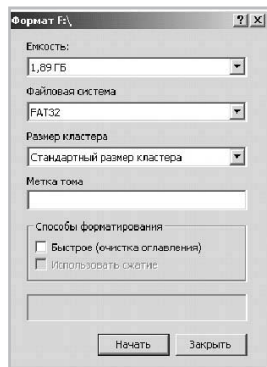 Формат F:\
Емкость:
1,89 ГБ
Файловая система
FAT32
Размер кластера
Стандартный размер кластера
Метка тома
Способы форматирования
Быстрое (очистка оглавления)
Использовать сжатие
Начать
Закрыть